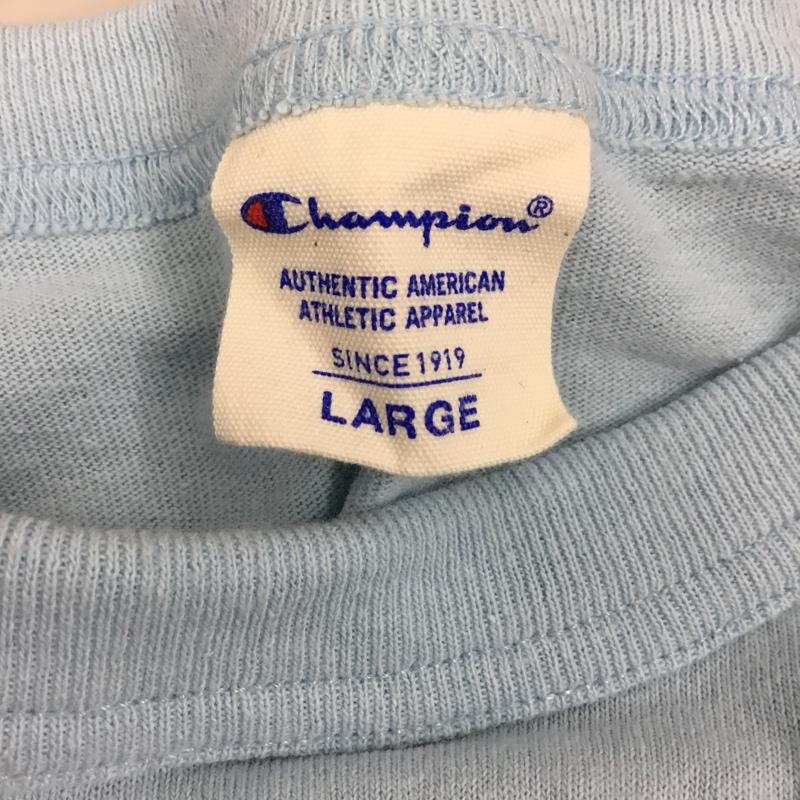 Champion®
AUTHENTIC AMERICAN
ATHLETIC APPAREL
SINCE 1919
LARGE